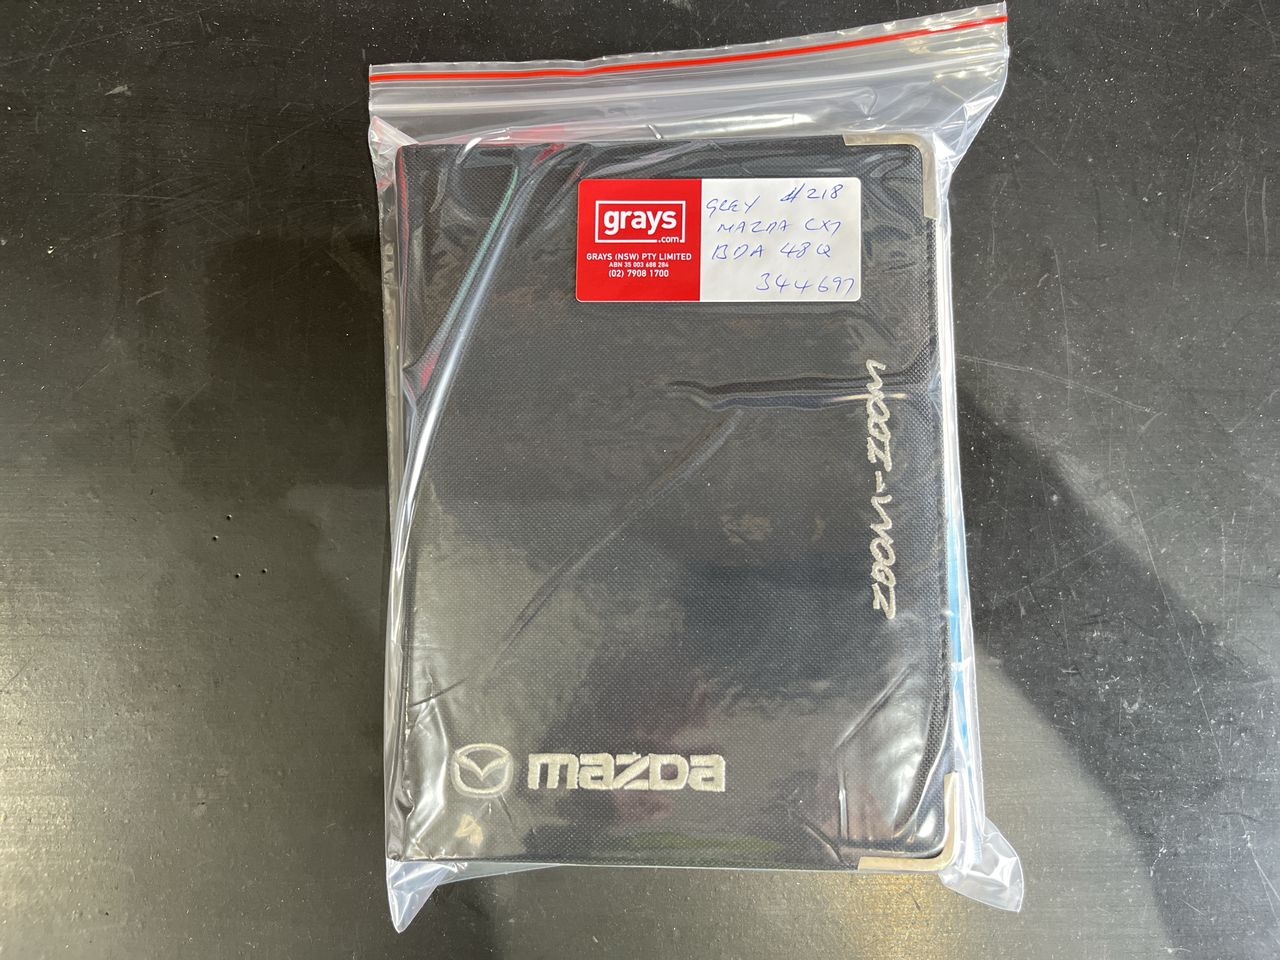 grays
.com
GRAYS (NSW) PTY LIMITED
ABN 35 003 688 284
(02) 7908 1700
GREY #218
MAZDA CX7
BDA 48Q
344697
ZOOM-ZOOM
mazda